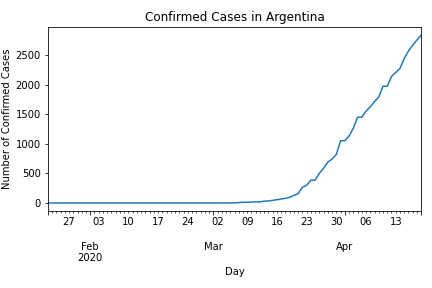 Confirmed Cases in Argentina
Number of Confirmed Cases
2500
2000
1500
1000
500
0
27 03 10 17 24 02 09 16 23 30 06 13
Feb Mar Apr
2020
Day